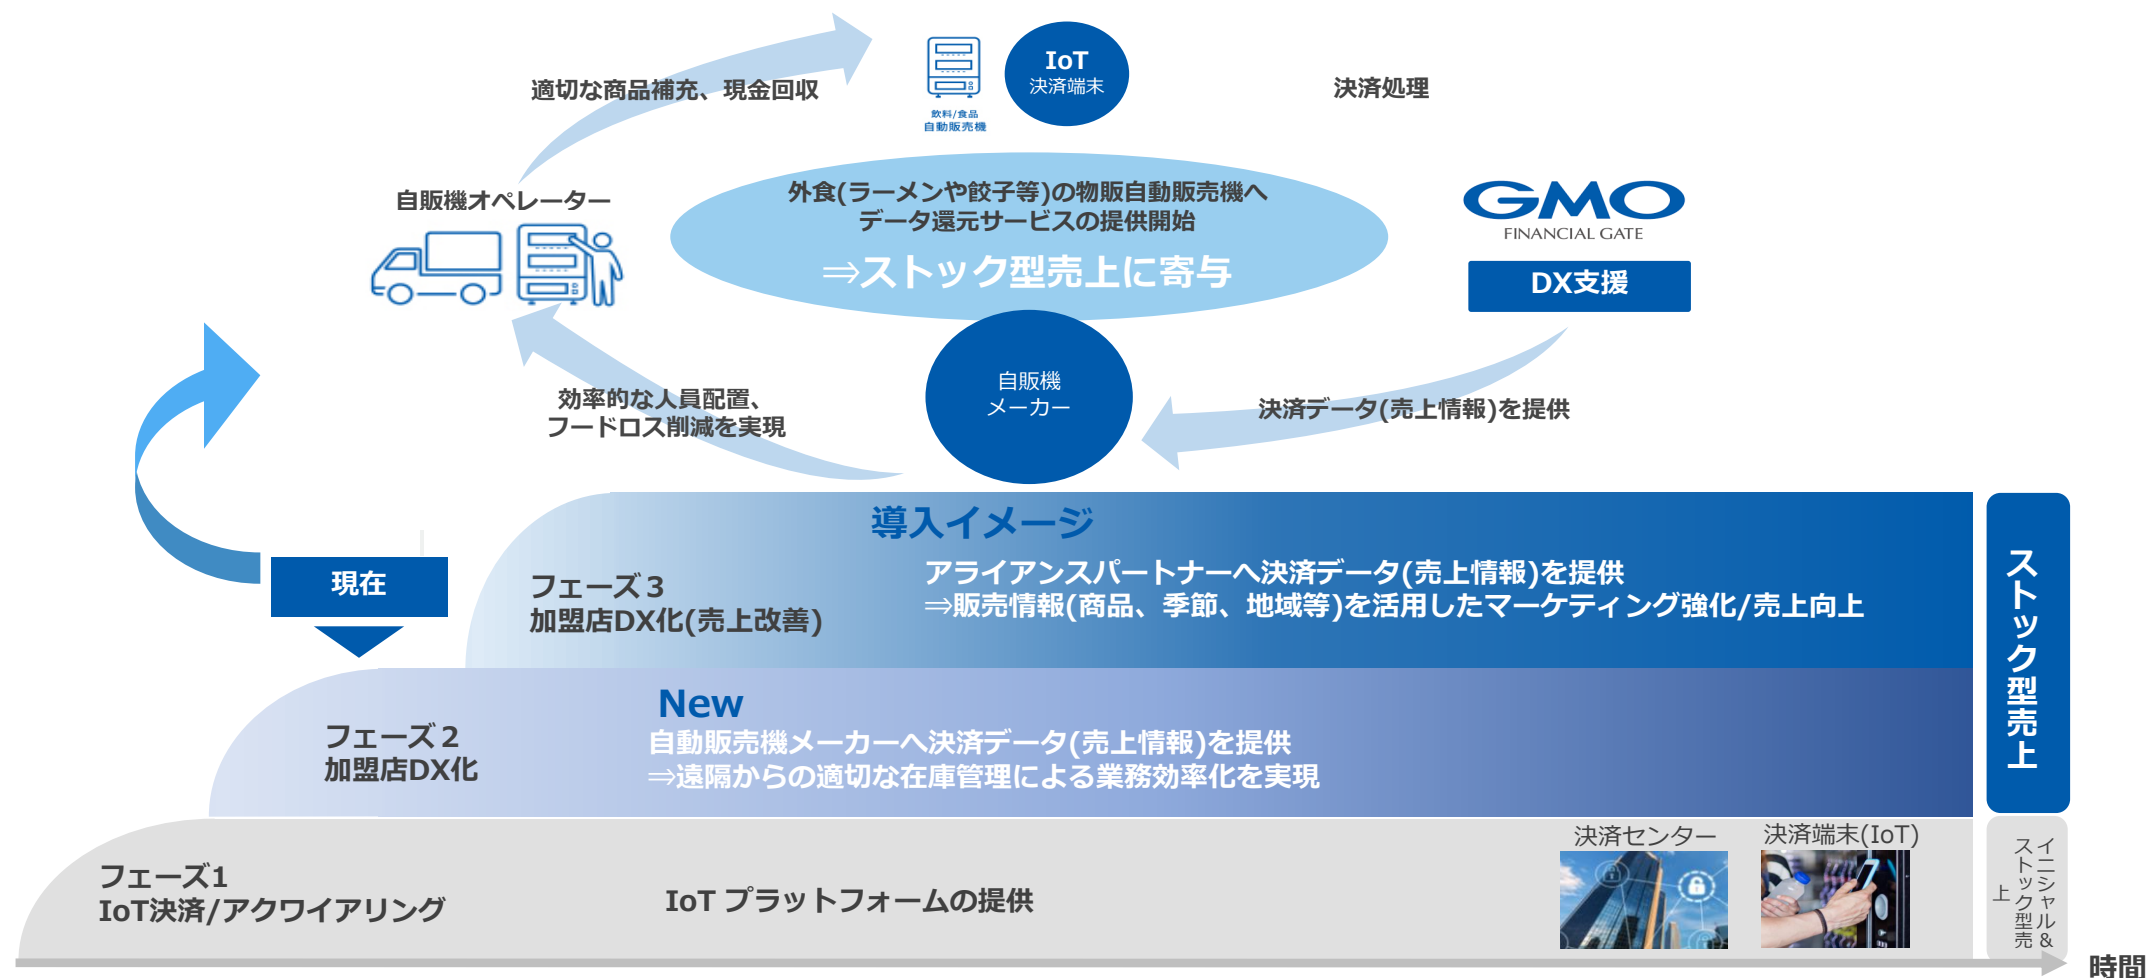 適切な商品補充、現金回収
飲料/食品
自動販売機
IoT
決済端末
決済処理
自販機オペレーター
外食(ラーメンや餃子等)の物販自動販売機へ
データ還元サービスの提供開始
⇒ストック型売上に寄与
GMO
FINANCIAL GATE
DX支援
自販機
メーカー
効率的な人員配置、
フードロス削減を実現
決済データ(売上情報)を提供
導入イメージ
現在
フェーズ３
加盟店DX化(売上改善)
アライアンスパートナーへ決済データ(売上情報)を提供
⇒販売情報(商品、季節、地域等)を活用したマーケティング強化/売上向上
ストック型売上
New
フェーズ２
加盟店DX化
自動販売機メーカーへ決済データ(売上情報)を提供
⇒遠隔からの適切な在庫管理による業務効率化を実現
フェーズ1
IoT決済/アクワイアリング
IoT プラットフォームの提供
決済センター
決済端末(IoT)
イニシャル&
ストック型売
上
時間